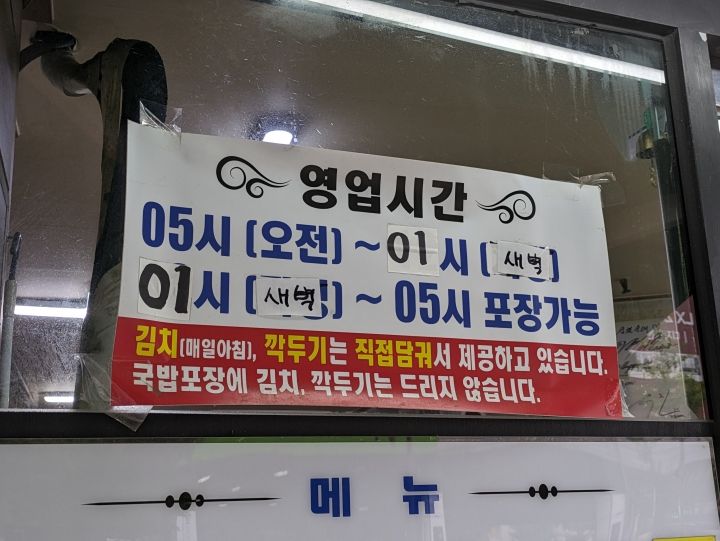 영업시간
05시 (오전) ~ 01시 (새벽)
01시 (새벽) ~ 05시 포장가능
김치(매일아침), 깍두기는 직접담궈서 제공하고 있습니다.
국밥포장에 김치, 깍두기는 드리지 않습니다.
메 뉴